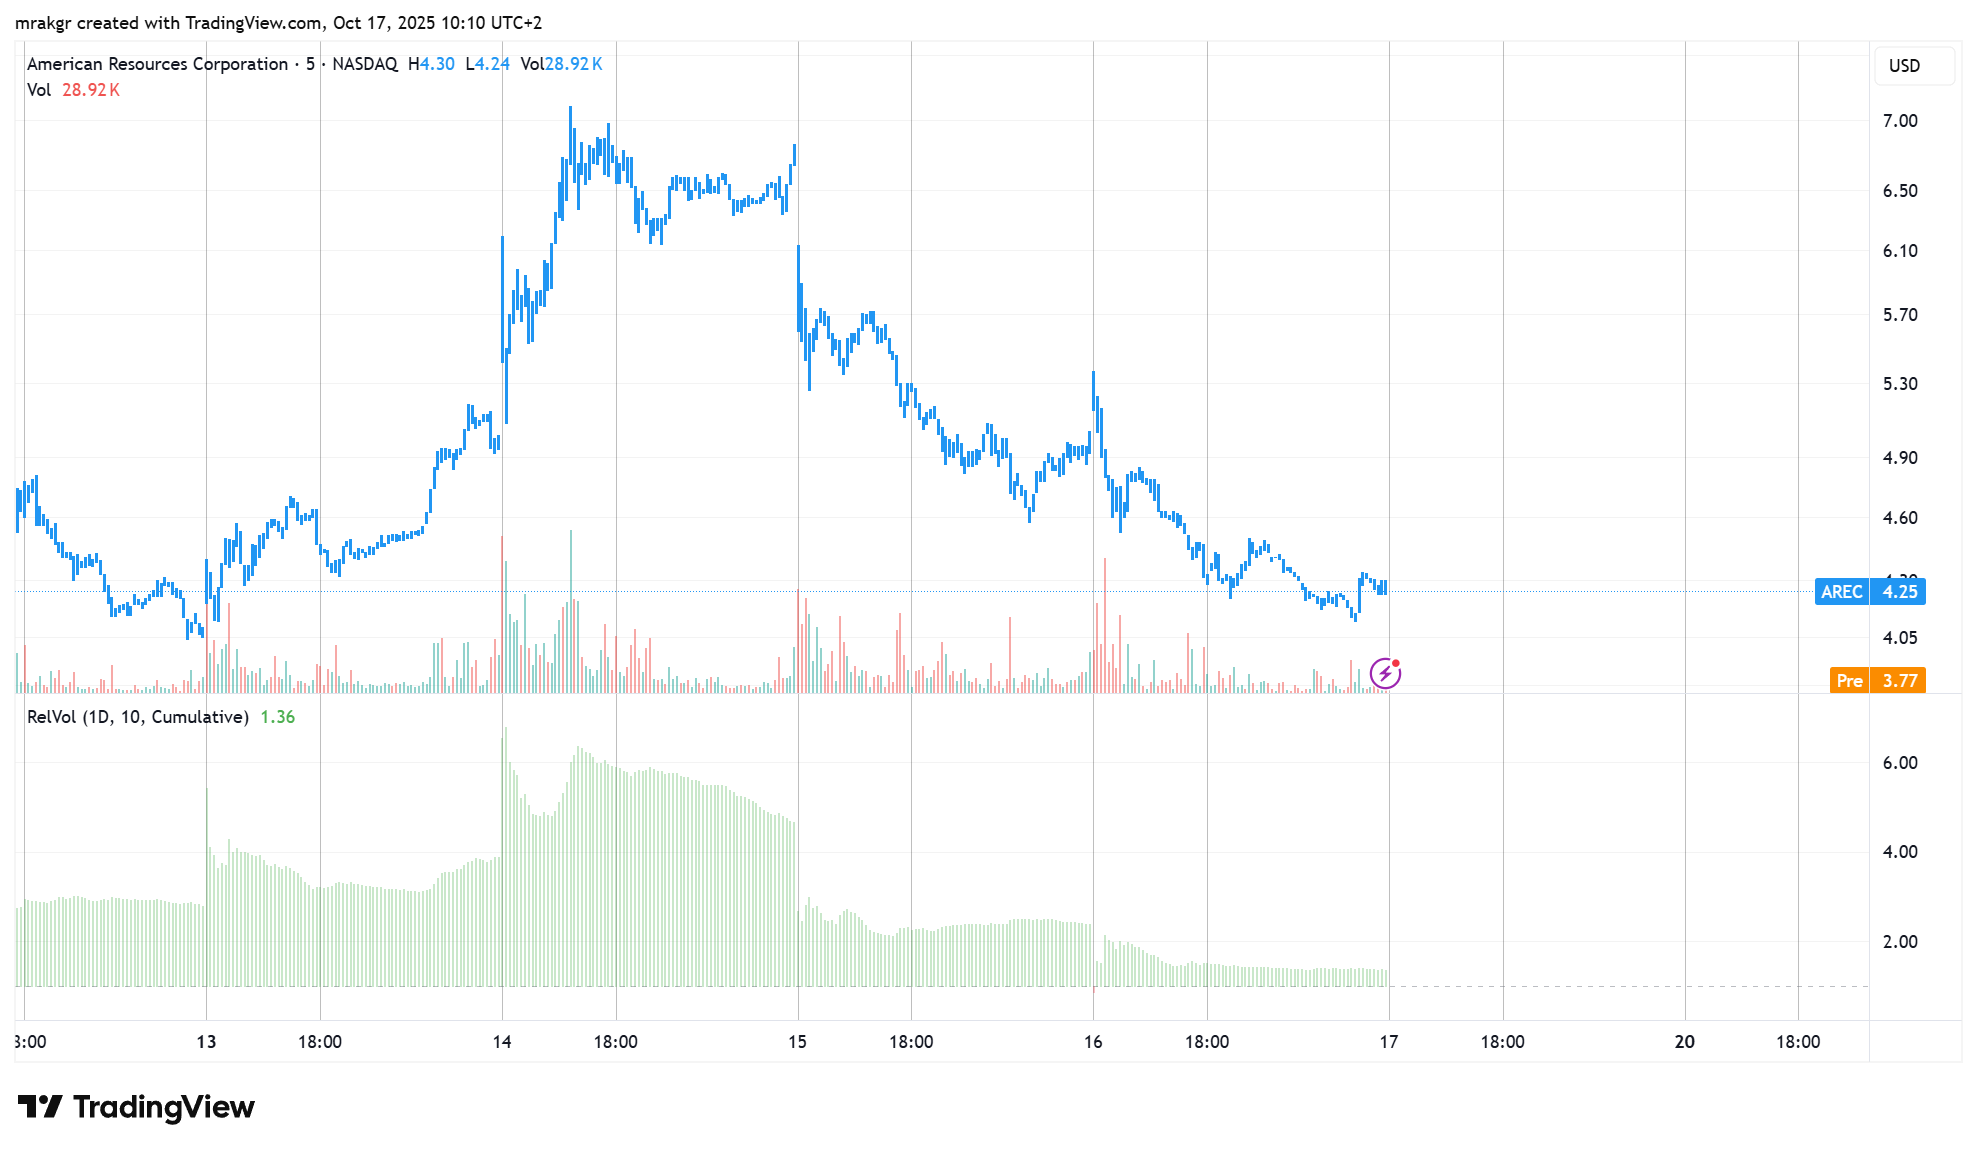 mrakgr created with TradingView.com, Oct 17, 2025 10:10 UTC+2
American Resources Corporation · 5 · NASDAQ H4.30 L4.24 Vol28.92K
Vol 28.92K
USD
7.00
6.50
6.10
5.70
5.30
4.90
4.60
AREC 4.25
4.05
Pre 3.77
RelVol (1D, 10, Cumulative) 1.36
6.00
4.00
2.00
13 18:00 14 18:00 15 18:00 16 18:00 17 18:00 20 18:00
TradingView